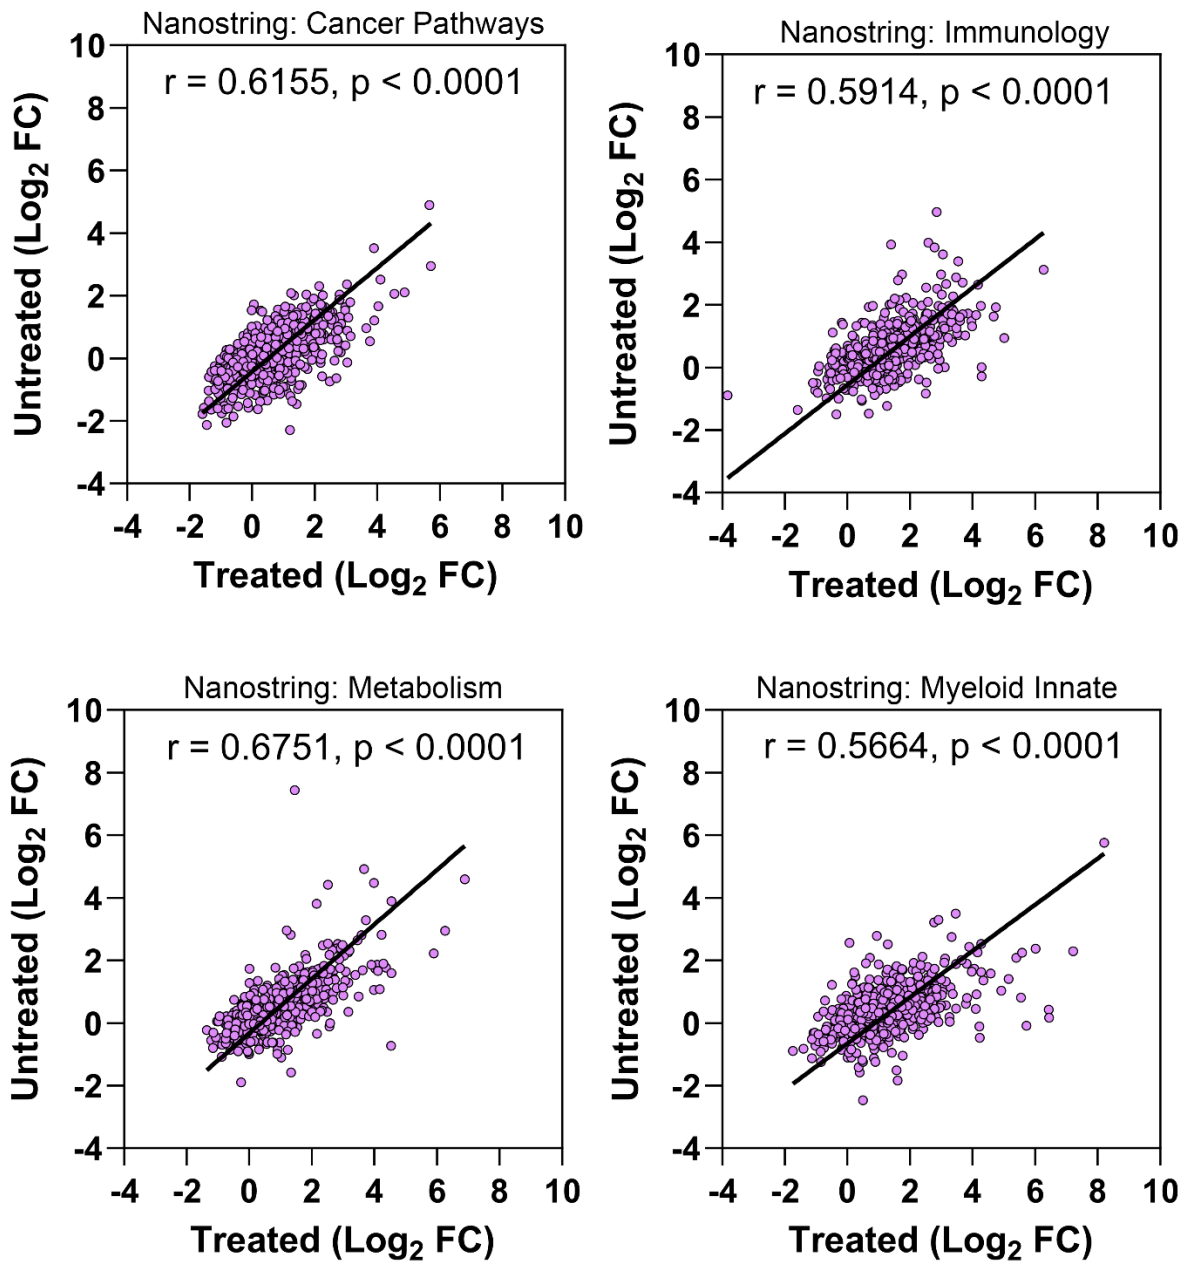 Nanostring: Cancer Pathways
r = 0.6155, p < 0.0001
10
8
6
4
2
0
-2
-4
Untreated (Log2 FC)
-4 -2 0 2 4 6 8 10
Treated (Log2 FC)
Nanostring: Immunology
r = 0.5914, p < 0.0001
10
8
6
4
2
0
-2
-4
Untreated (Log2 FC)
-4 -2 0 2 4 6 8 10
Treated (Log2 FC)
Nanostring: Metabolism
r = 0.6751, p < 0.0001
10
8
6
4
2
0
-2
-4
Untreated (Log2 FC)
-4 -2 0 2 4 6 8 10
Treated (Log2 FC)
Nanostring: Myeloid Innate
r = 0.5664, p < 0.0001
10
8
6
4
2
0
-2
-4
Untreated (Log2 FC)
-4 -2 0 2 4 6 8 10
Treated (Log2 FC)